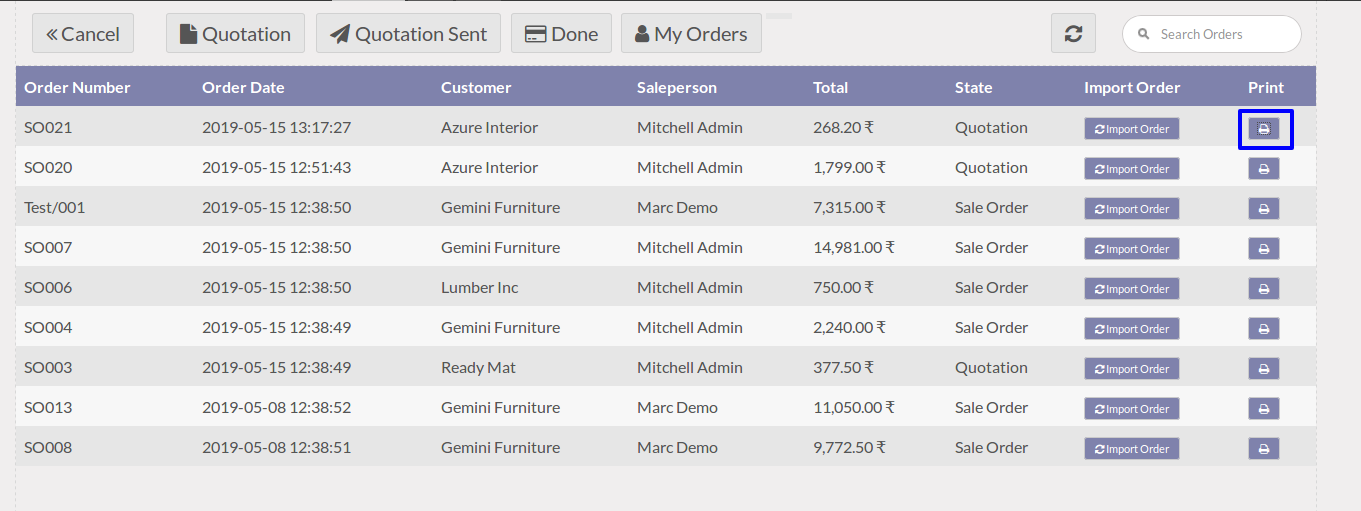 Cancel Quotation Quotation Sent Done My Orders Search Orders
Order Number Order Date Customer Saleperson Total State Import Order Print
SO021 2019-05-15 13:17:27 Azure Interior Mitchell Admin 268.20 ₹ Quotation Import Order
SO020 2019-05-15 12:51:43 Azure Interior Mitchell Admin 1,799.00 ₹ Quotation Import Order
Test/001 2019-05-15 12:38:50 Gemini Furniture Marc Demo 7,315.00 ₹ Sale Order Import Order
SO007 2019-05-15 12:38:50 Gemini Furniture Mitchell Admin 14,981.00 ₹ Sale Order Import Order
SO006 2019-05-15 12:38:50 Lumber Inc Mitchell Admin 750.00 ₹ Sale Order Import Order
SO004 2019-05-15 12:38:49 Gemini Furniture Mitchell Admin 2,240.00 ₹ Sale Order Import Order
SO003 2019-05-15 12:38:49 Ready Mat Mitchell Admin 377.50 ₹ Quotation Import Order
SO013 2019-05-08 12:38:52 Gemini Furniture Marc Demo 11,050.00 ₹ Sale Order Import Order
SO008 2019-05-08 12:38:51 Gemini Furniture Marc Demo 9,772.50 ₹ Sale Order Import Order